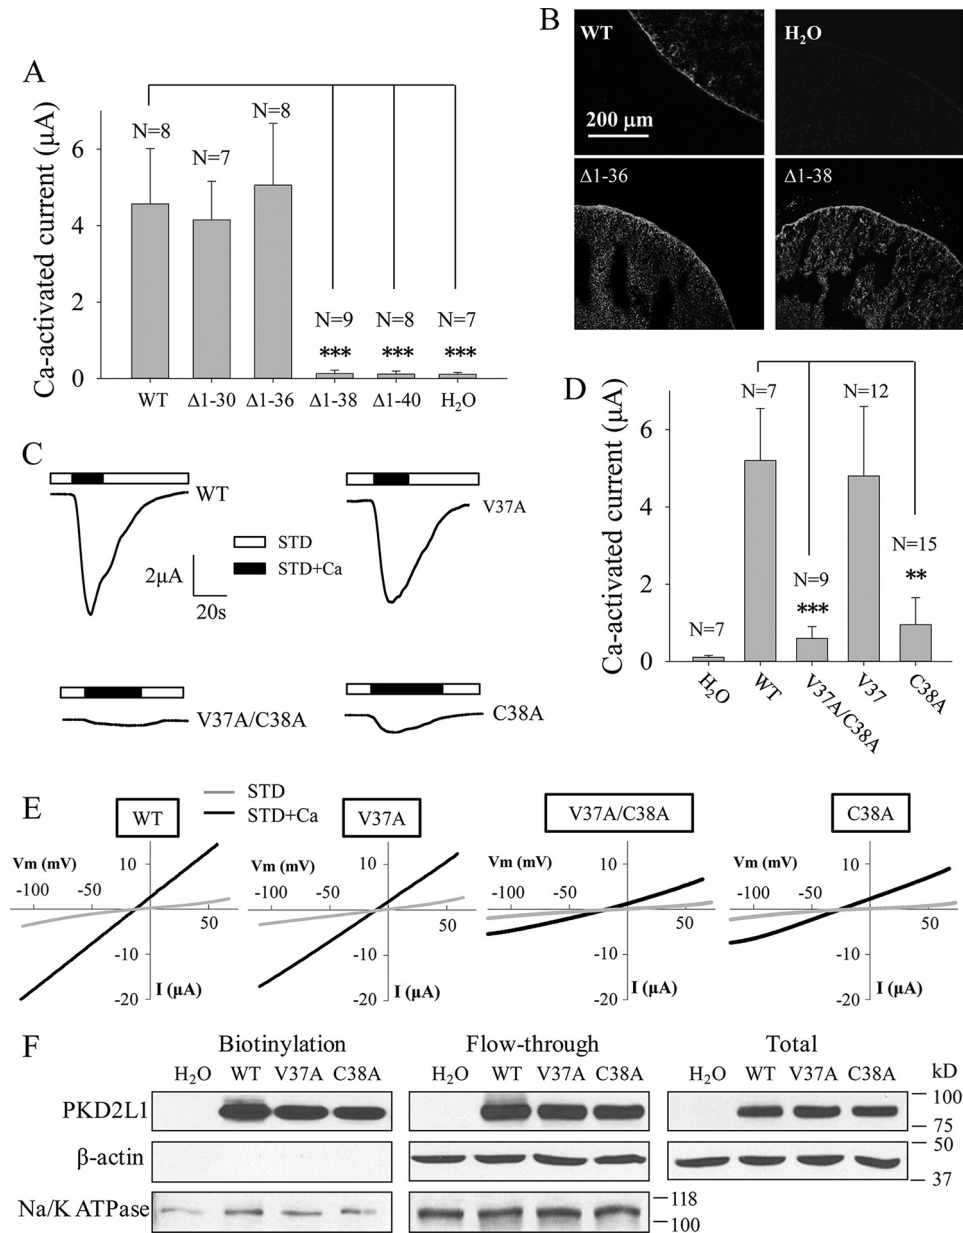 A
Ca-activated current (µA)
6
4
2
0
N=8
N=7
N=8
N=9
N=8
N=7
***
***
***
WT
Δ1-30
Δ1-36
Δ1-38
Δ1-40
H₂O
B
WT
H₂O
200 µm
Δ1-36
Δ1-38
C
WT
V37A
STD
STD+Ca
2µA
20s
V37A/C38A
C38A
D
Ca-activated current (µA)
6
4
2
0
N=7
N=7
N=9
N=12
N=15
***
**
H₂O
WT
V37A/C38A
V37
C38A
E
STD
STD+Ca
WT
V37A
V37A/C38A
C38A
Vm (mV)
10
-100
-50
50
-10
-20
I (µA)
Vm (mV)
10
-100
-50
50
-10
-20
I (µA)
Vm (mV)
10
-100
-50
50
-10
-20
I (µA)
Vm (mV)
10
-100
-50
50
-10
-20
I (µA)
F
Biotinylation
Flow-through
Total
H₂O WT V37A C38A
H₂O WT V37A C38A
H₂O WT V37A C38A
kD
PKD2L1
100
75
β-actin
50
37
Na/K ATPase
118
100